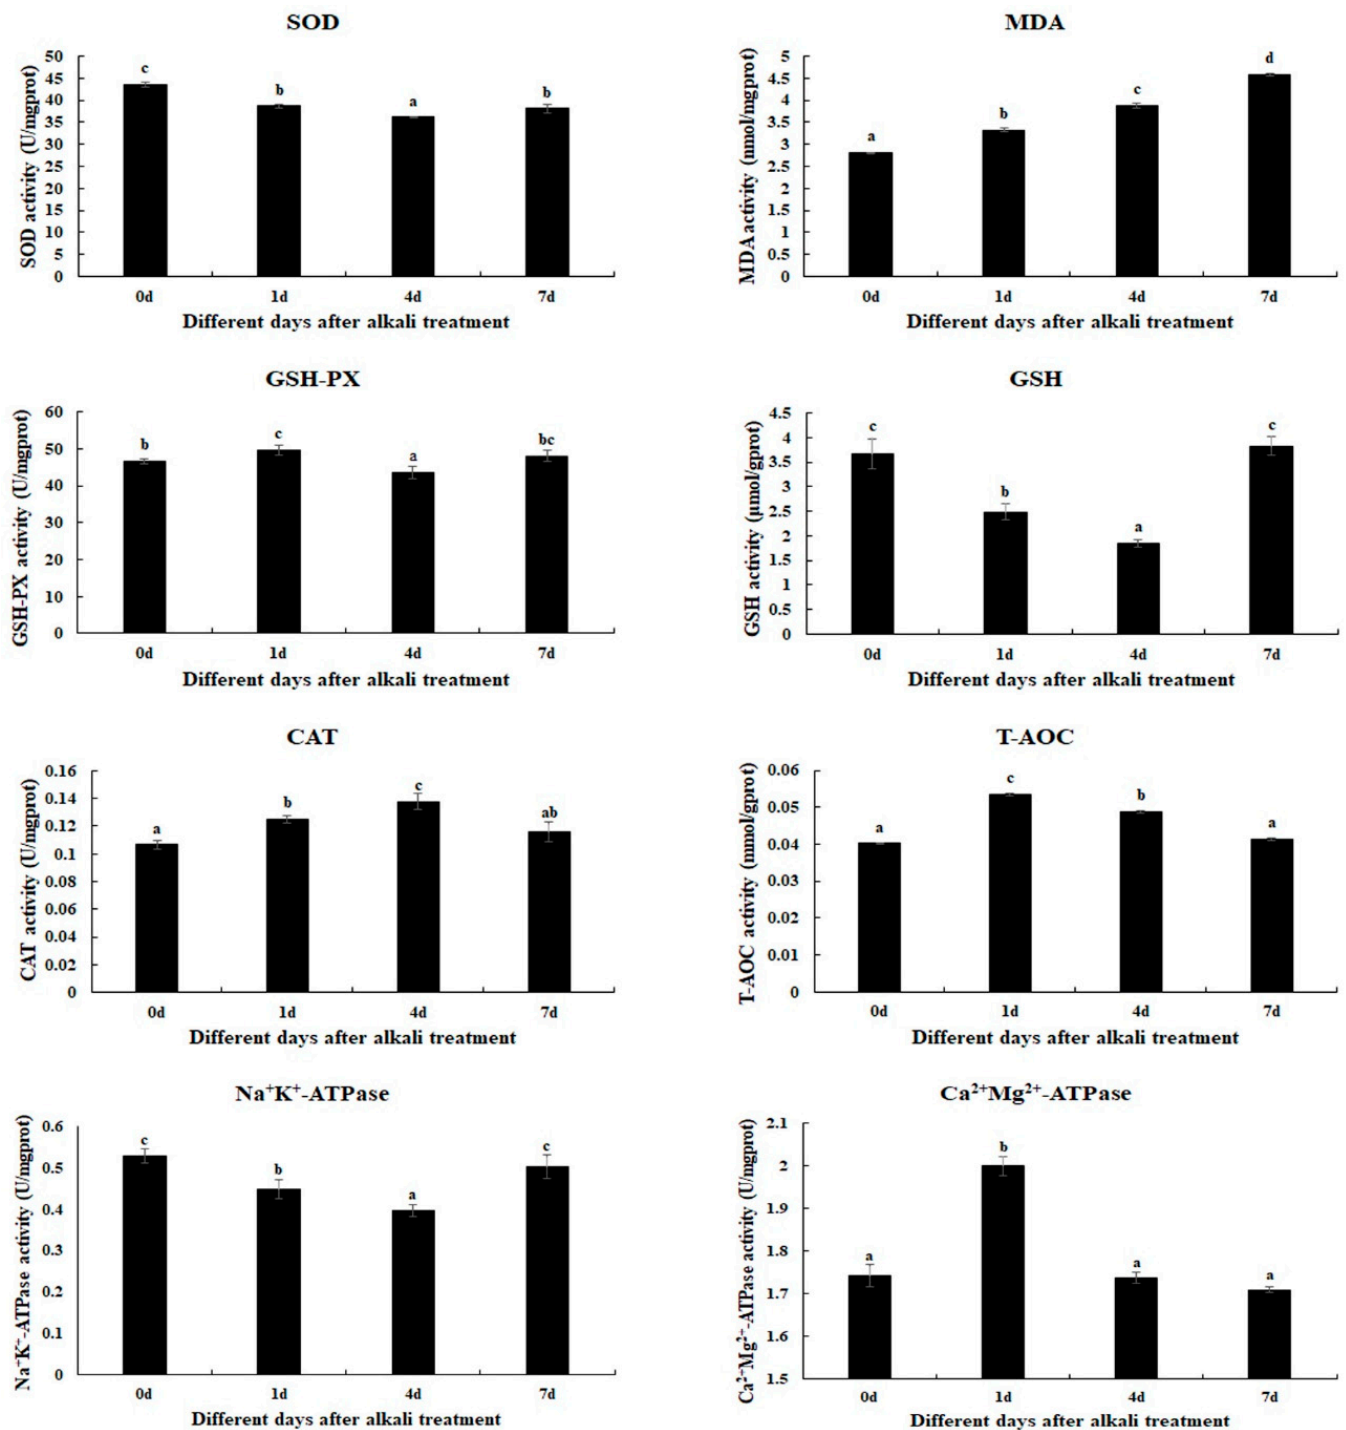 SOD
SOD activity (U/mgprot)
50
45
40
35
30
25
20
15
10
5
0
c
b
a
b
0d 1d 4d 7d
Different days after alkali treatment
MDA
MDA activity (nmol/mgprot)
5
4.5
4
3.5
3
2.5
2
1.5
1
0.5
0
a
b
c
d
0d 1d 4d 7d
Different days after alkali treatment
GSH-PX
GSH-PX activity (U/mgprot)
60
50
40
30
20
10
0
b
c
a
bc
0d 1d 4d 7d
Different days after alkali treatment
GSH
GSH activity (μmol/gprot)
4.5
4
3.5
3
2.5
2
1.5
1
0.5
0
c
b
a
c
0d 1d 4d 7d
Different days after alkali treatment
CAT
CAT activity (U/mgprot)
0.16
0.14
0.12
0.1
0.08
0.06
0.04
0.02
0
a
b
c
ab
0d 1d 4d 7d
Different days after alkali treatment
T-AOC
T-AOC activity (mmol/gprot)
0.06
0.05
0.04
0.03
0.02
0.01
0
a
c
b
a
0d 1d 4d 7d
Different days after alkali treatment
Na⁺K⁺-ATPase
Na⁺K⁺-ATPase activity (U/mgprot)
0.6
0.5
0.4
0.3
0.2
0.1
0
c
b
a
c
0d 1d 4d 7d
Different days after alkali treatment
Ca²⁺Mg²⁺-ATPase
Ca²⁺Mg²⁺-ATPase activity (U/mgprot)
2.1
2
1.9
1.8
1.7
1.6
1.5
a
b
a
a
0d 1d 4d 7d
Different days after alkali treatment